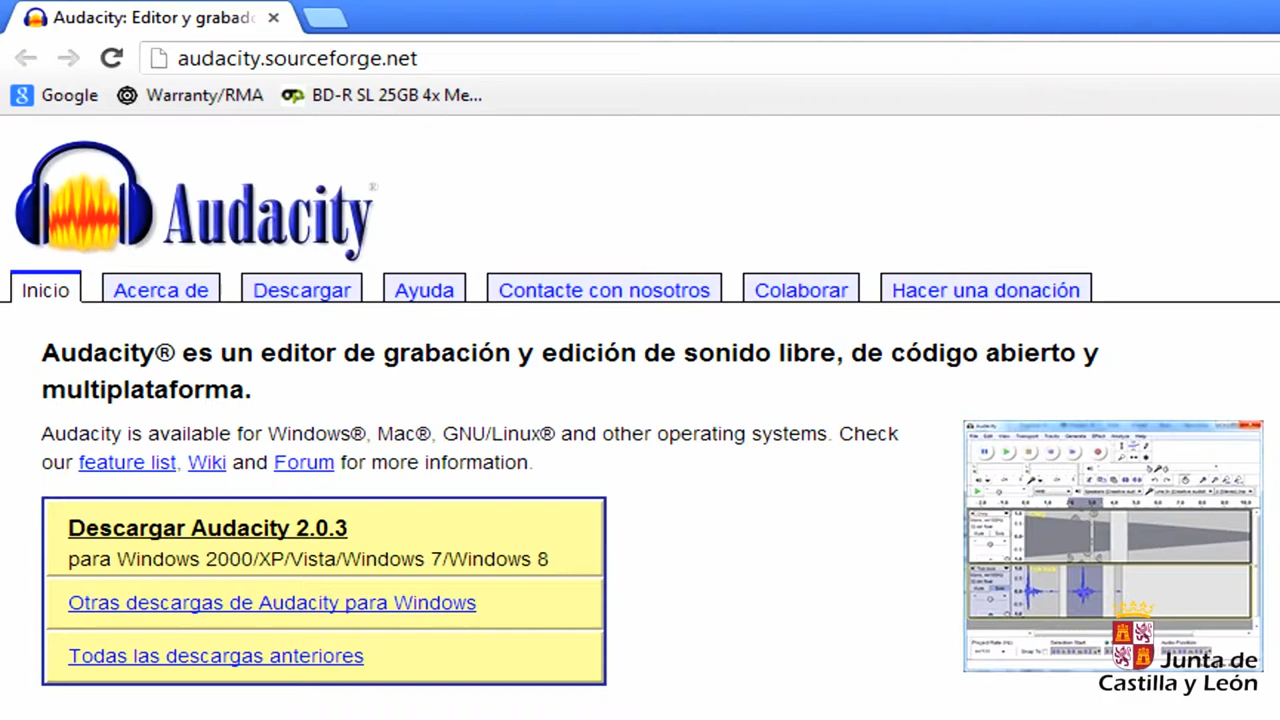 Audacity: Editor y grabado
audacity.sourceforge.net
Google Warranty/RMA BD-R SL 25GB 4x Me...
Audacity®
Inicio Acerca de Descargar Ayuda Contacte con nosotros Colaborar Hacer una donación
Audacity® es un editor de grabación y edición de sonido libre, de código abierto y
multiplataforma.
Audacity is available for Windows®, Mac®, GNU/Linux® and other operating systems. Check
our feature list, Wiki and Forum for more information.
Descargar Audacity 2.0.3
para Windows 2000/XP/Vista/Windows 7/Windows 8
Otras descargas de Audacity para Windows
Todas las descargas anteriores
Junta de
Castilla y León